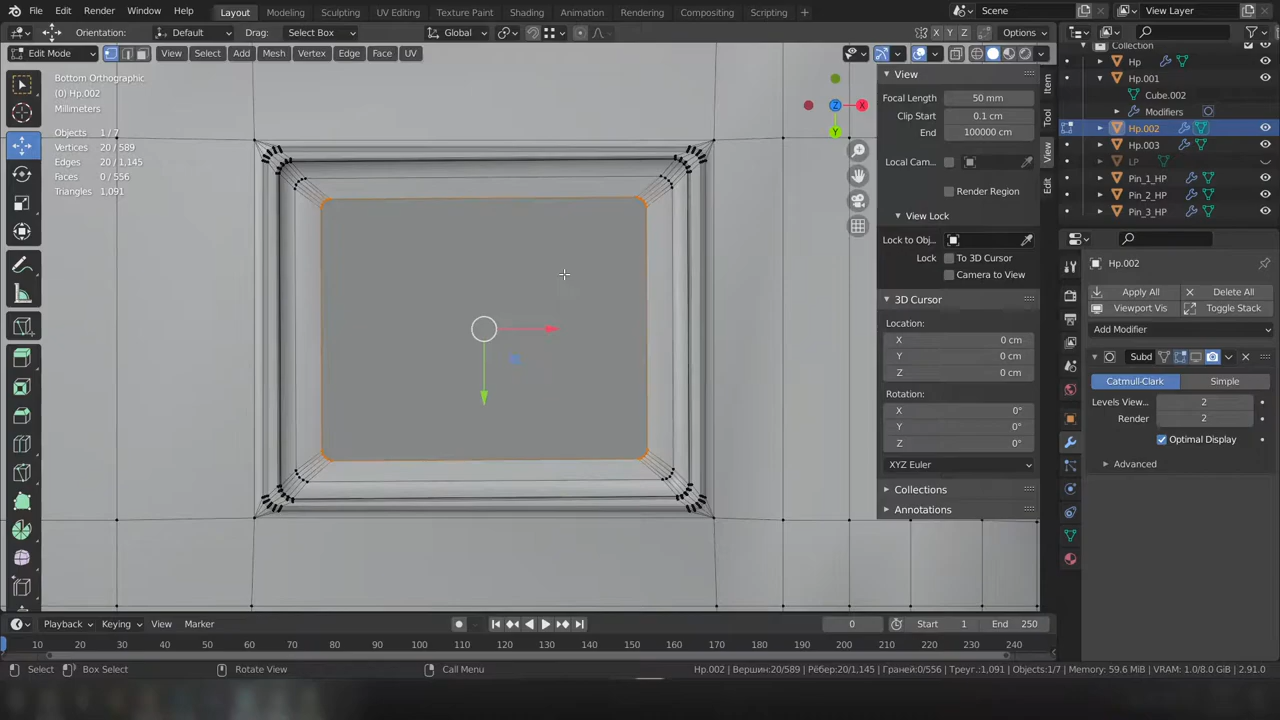 File Edit Render Window Help Layout Modeling Sculpting UV Editing Texture Paint Shading Animation Rendering Compositing Scripting Scene View Layer
Orientation: Default Drag: Select Box Global X Y Z Options
Edit Mode View Select Add Mesh Vertex Edge Face UV
Bottom Orthographic
(0) Hp.002
Millimeters
Objects 1/7
Vertices 20/589
Edges 20/1,145
Faces 0/556
Triangles 1,091
Z X
Y
View
Focal Length 50 mm
Clip Start 0.1 cm
End 100000 cm
Local Cam...
Render Region
View Lock
Lock to Obj...
Lock To 3D Cursor
Camera to View
3D Cursor
Location:
X 0 cm
Y 0 cm
Z 0 cm
Rotation:
X 0°
Y 0°
Z 0°
XYZ Euler
Collections
Annotations
Item
Tool
View
Edit
Collection
Hp
Hp.001
Cube.002
Modifiers
Hp.002
Hp.003
LP
Pin_1_HP
Pin_2_HP
Pin_3_HP
Hp.002
Apply All Delete All
Viewport Vis Toggle Stack
Add Modifier
Subd
Catmull-Clark Simple
Levels View... 2
Render 2
Optimal Display
Advanced
Playback Keying View Marker 0 Start 1 End 250
10 20 30 40 50 60 70 80 90 100 110 120 130 140 150 160 170 180 190 200 210 220 230 240
Select Box Select Rotate View Call Menu Hp.002 | Вершин:20/589 | Рёбер:20/1,145 | Граней:0/556 | Треуг.:1,091 | Objects:1/7 | Memory: 59.6 MiB | VRAM: 1.0/8.0 GiB | 2.91.0